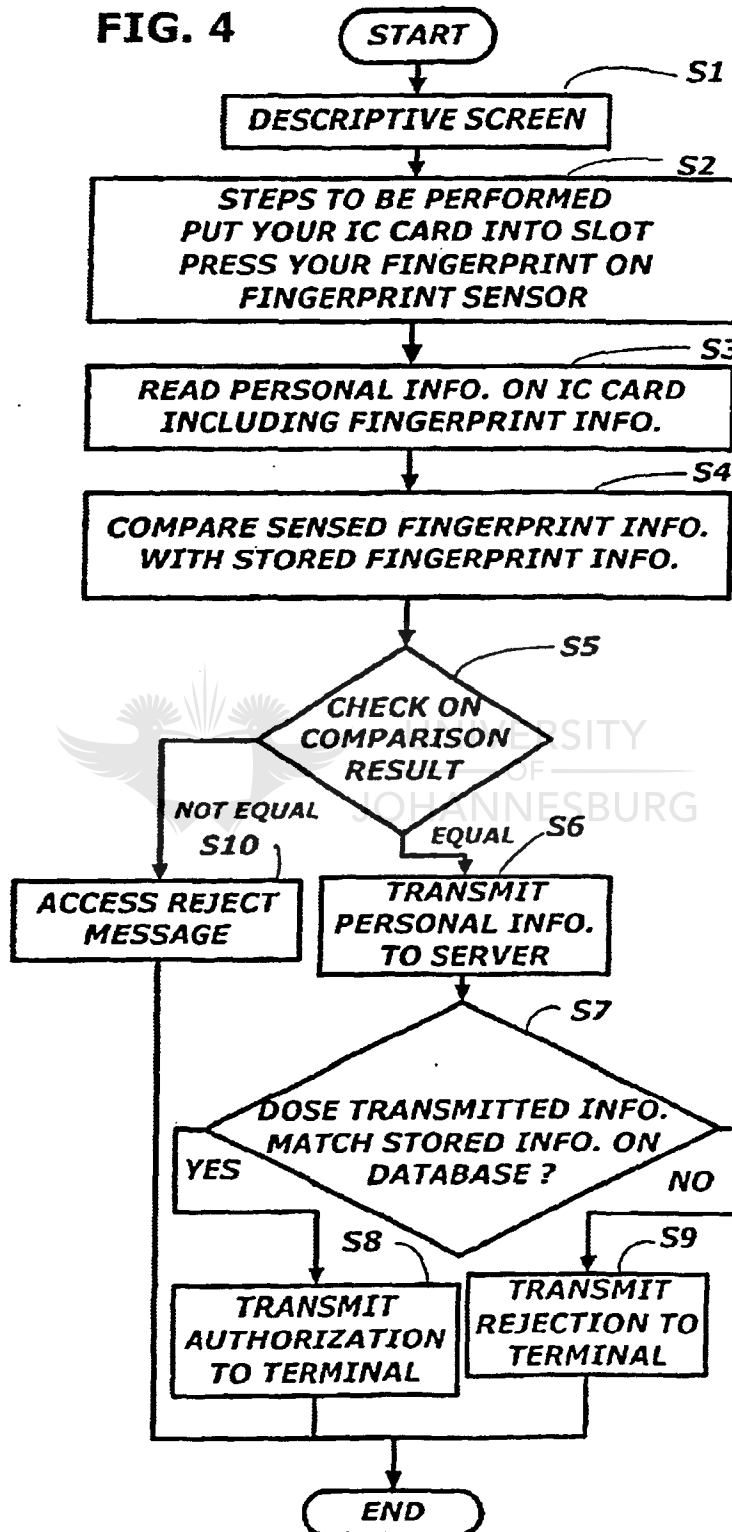 FIG. 4
START
S1
DESCRIPTIVE SCREEN
S2
STEPS TO BE PERFORMED
PUT YOUR IC CARD INTO SLOT
PRESS YOUR FINGERPRINT ON
FINGERPRINT SENSOR
S3
READ PERSONAL INFO. ON IC CARD
INCLUDING FINGERPRINT INFO.
S4
COMPARE SENSED FINGERPRINT INFO.
WITH STORED FINGERPRINT INFO.
S5
CHECK ON
COMPARISON
RESULT
UNIVERSITY
OF
JOHANNESBURG
NOT EQUAL
EQUAL
S10
S6
ACCESS REJECT
MESSAGE
TRANSMIT
PERSONAL INFO.
TO SERVER
S7
DOSE TRANSMITTED INFO.
MATCH STORED INFO. ON
DATABASE ?
YES
NO
S8
S9
TRANSMIT
AUTHORIZATION
TO TERMINAL
TRANSMIT
REJECTION TO
TERMINAL
END